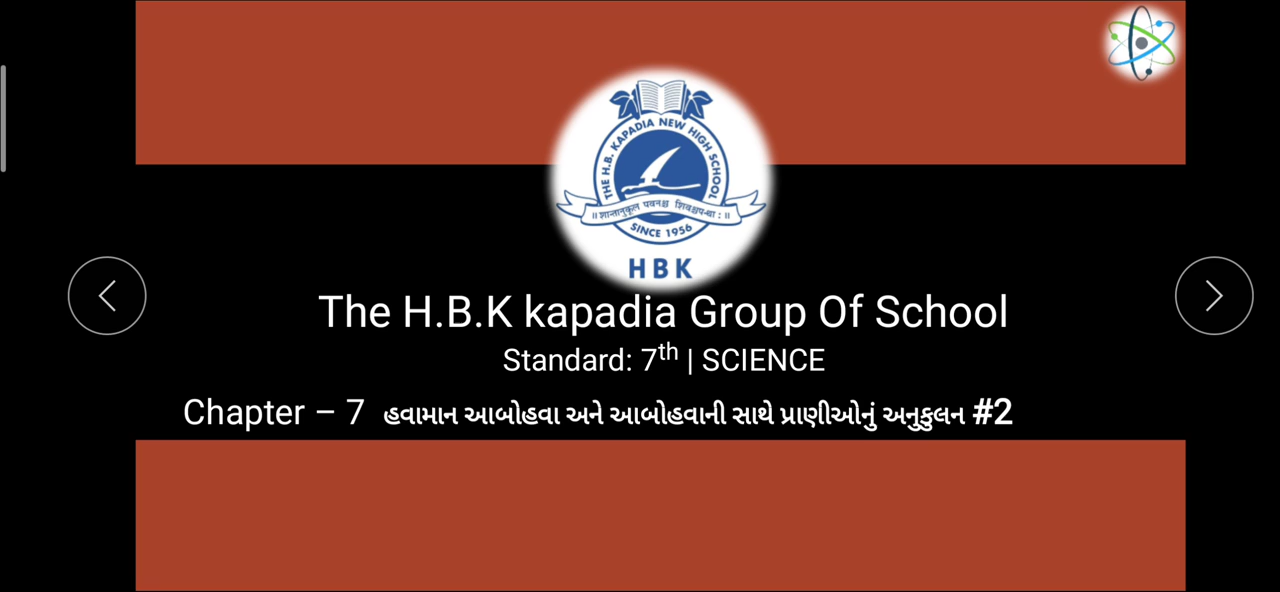 THE H.B. KAPADIA NEW HIGH SCHOOL
SINCE 1956
HBK
The H.B.K kapadia Group Of School
Standard: 7th | SCIENCE
Chapter – 7 હવામાન આબોહવા અને આબોહવાની સાથે પ્રાણીઓનું અનુકુલન #2